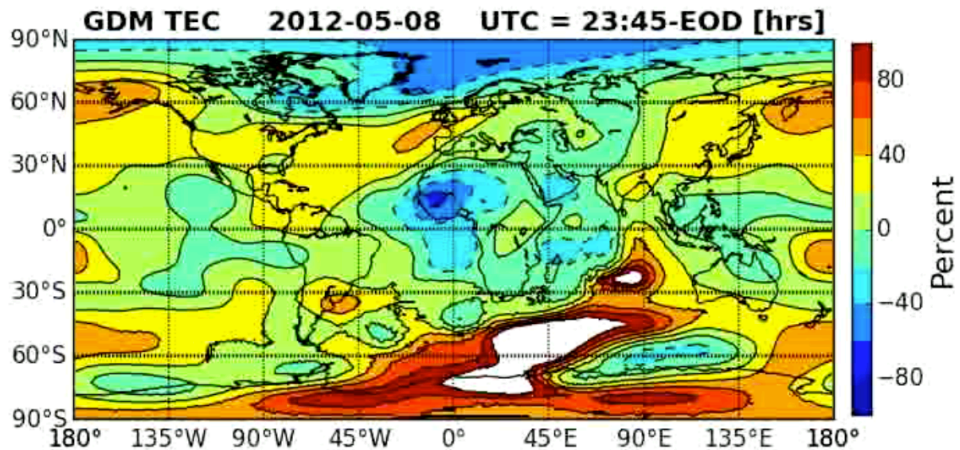 GDM TEC 2012-05-08 UTC = 23:45-EOD [hrs]
90°N
60°N
30°N
0°
30°S
60°S
90°S
180° 135°W 90°W 45°W 0° 45°E 90°E 135°E 180°
80
40
0
−40
−80
Percent